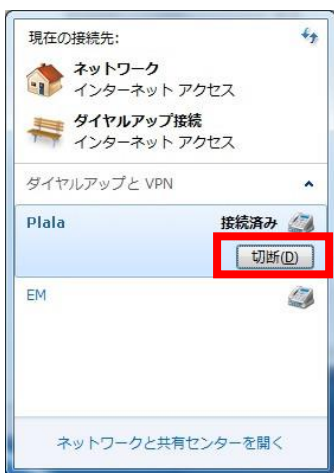 現在の接続先:
ネットワーク
インターネット アクセス
ダイヤルアップ接続
インターネット アクセス
ダイヤルアップと VPN
Plala 接続済み
切断(D)
EM
ネットワークと共有センターを開く